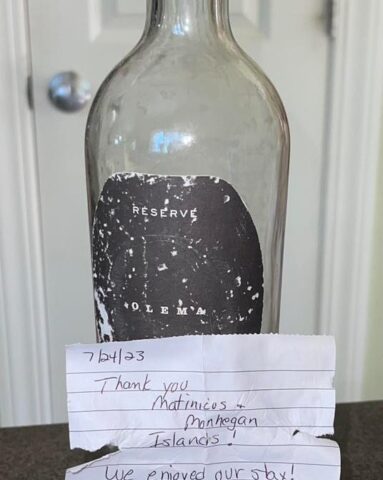 RESERVE
OLEMA
7/24/23
Thank you
Matinicus +
Monhegan
Islands!
We enjoyed our stay!